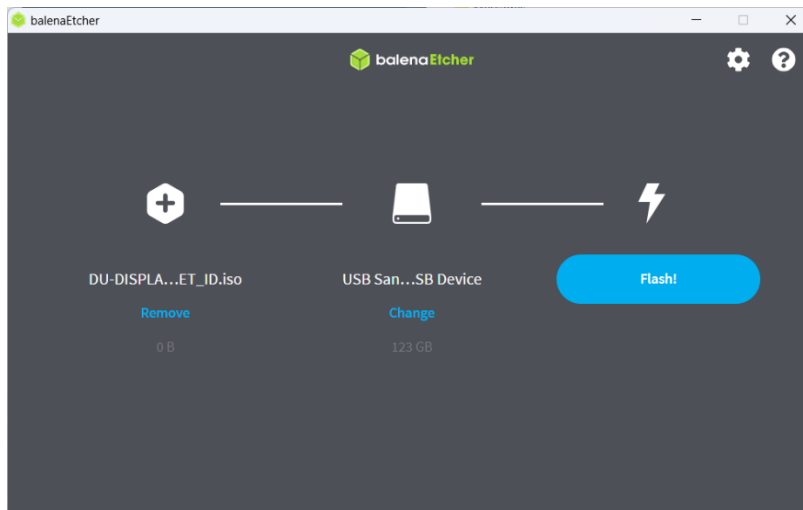 balenaEtcher
balenaEtcher
DU-DISPLA...ET_ID.iso
Remove
0 B
USB San...SB Device
Change
123 GB
Flash!